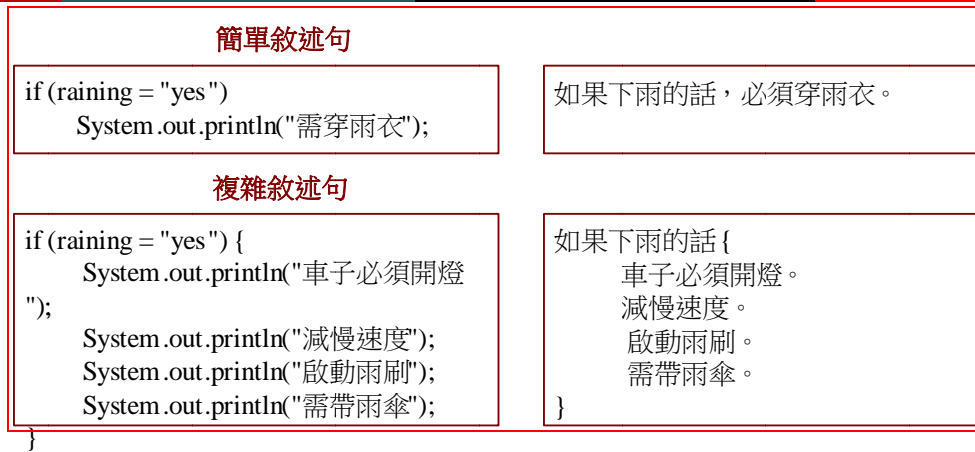 簡單敘述句
if (raining = "yes")
System.out.println("需穿雨衣");
如果下雨的話，必須穿雨衣。
複雜敘述句
if (raining = "yes") {
System.out.println("車子必須開燈
");
System.out.println("減慢速度");
System.out.println("啟動雨刷");
System.out.println("需帶雨傘");
}
如果下雨的話{
車子必須開燈。
減慢速度。
啟動雨刷。
需帶雨傘。
}